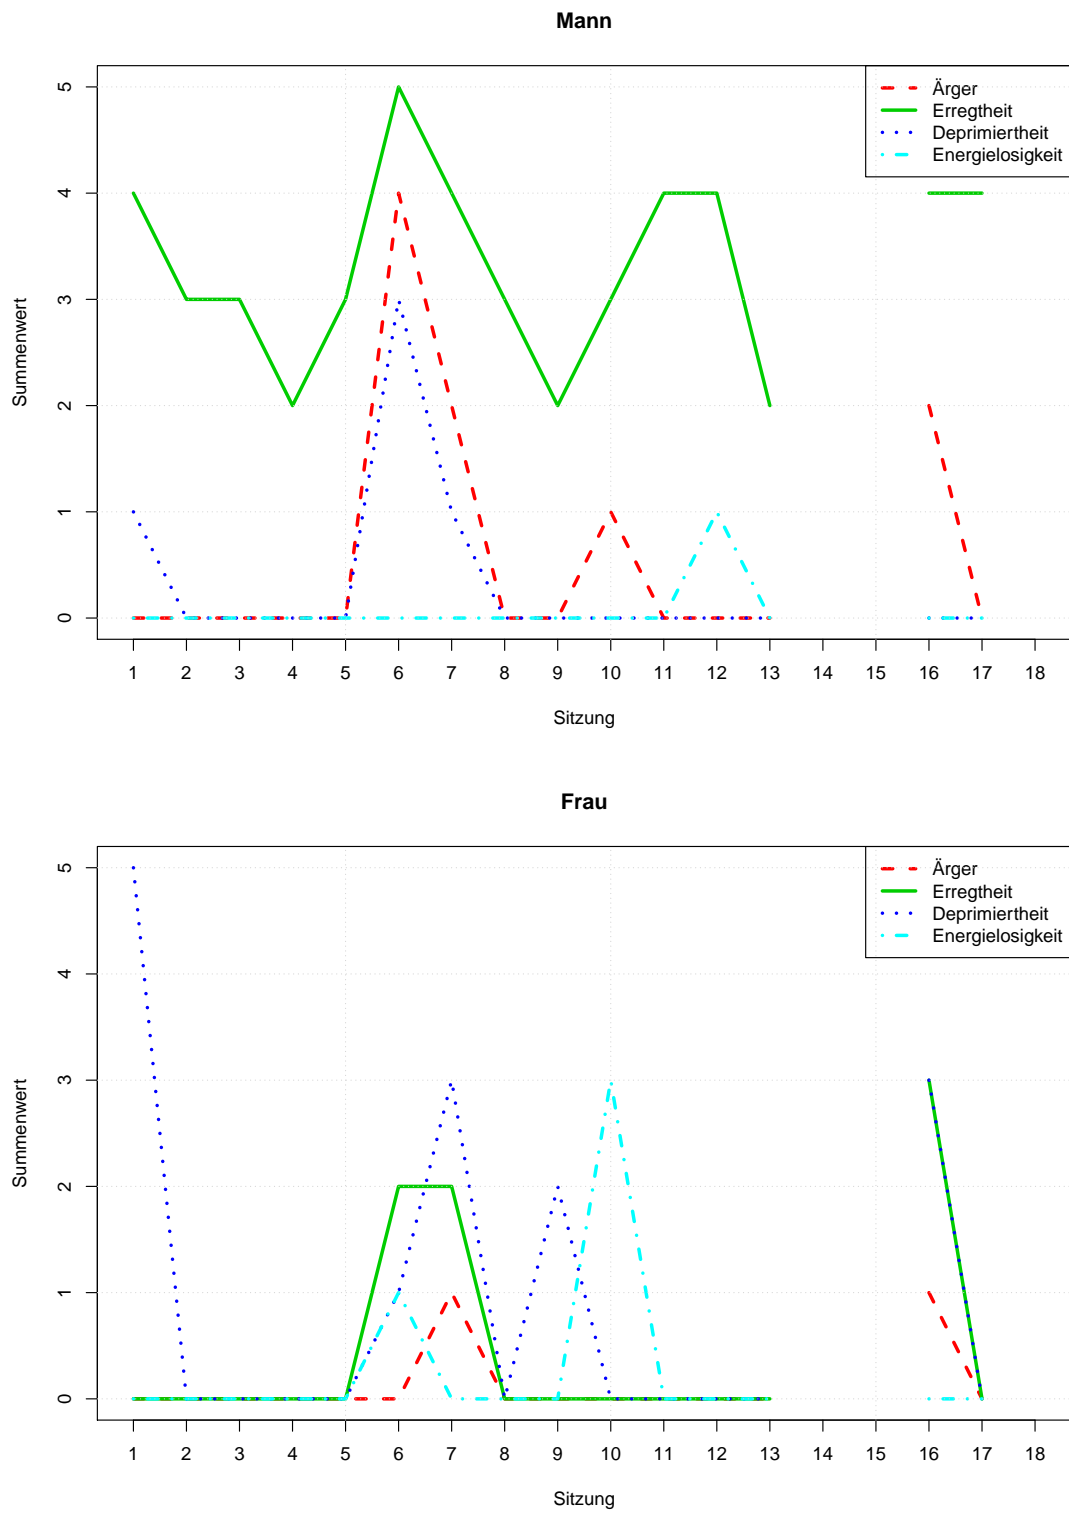 Mann
Ärger
Erregtheit
Deprimiertheit
Energielosigkeit
5
4
3
2
1
0
Summenwert
1 2 3 4 5 6 7 8 9 10 11 12 13 14 15 16 17 18
Sitzung
Frau
Ärger
Erregtheit
Deprimiertheit
Energielosigkeit
5
4
3
2
1
0
Summenwert
1 2 3 4 5 6 7 8 9 10 11 12 13 14 15 16 17 18
Sitzung